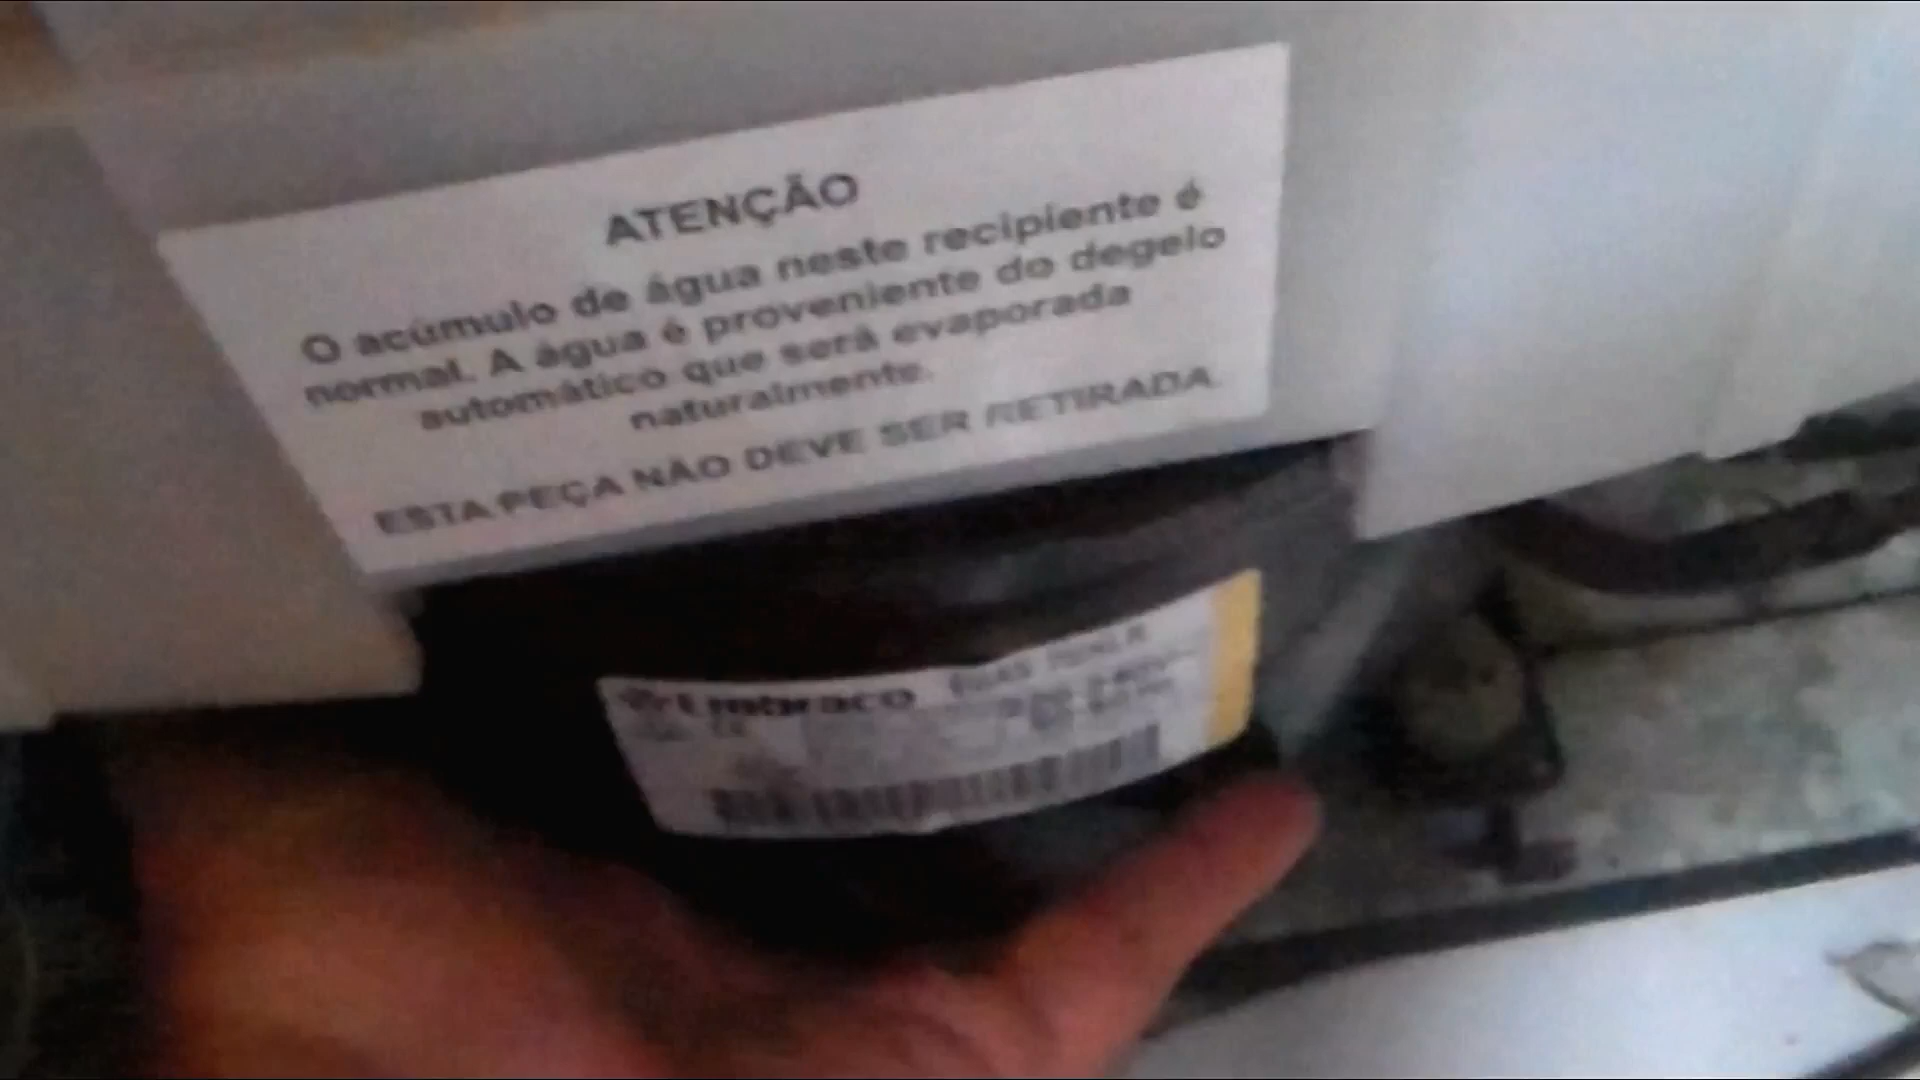 ATENÇÃO
O acúmulo de água neste recipiente é
normal. A água é proveniente do degelo
automático que será evaporada
naturalmente.
ESTA PEÇA NÃO DEVE SER RETIRADA.
Embraco